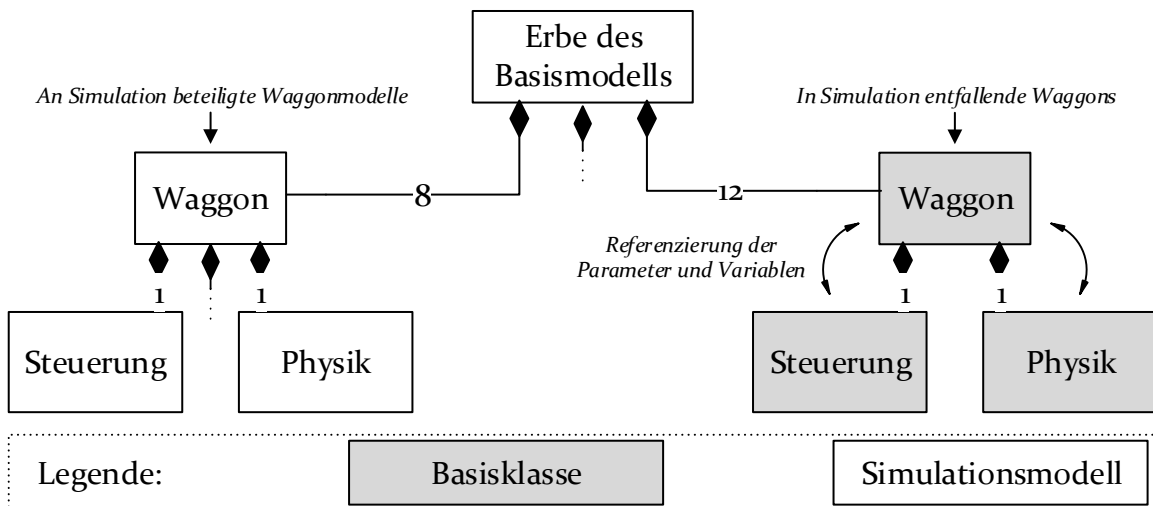 Erbe des
Basismodells
An Simulation beteiligte Waggonmodelle
In Simulation entfallende Waggons
Waggon
8
12
Waggon
Referenzierung der
Parameter und Variablen
1
1
1
1
Steuerung
Physik
Steuerung
Physik
Legende:
Basisklasse
Simulationsmodell